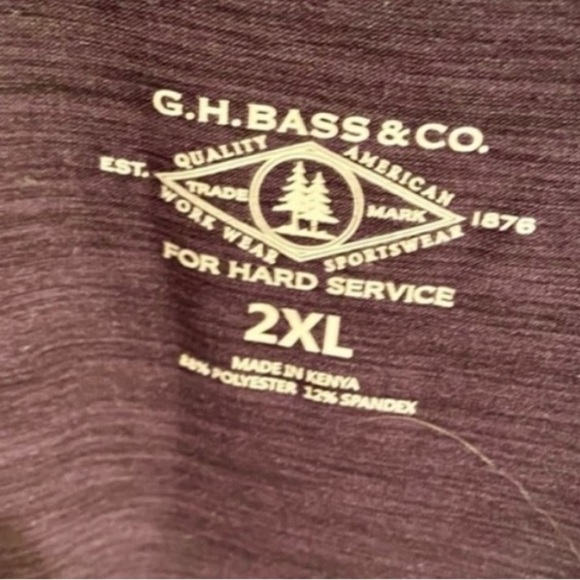 G.H.BASS & CO.
QUALITY AMERICAN
EST. TRADE MARK 1876
WORK WEAR SPORTSWEAR
FOR HARD SERVICE
2XL
MADE IN KENYA
88% POLYESTER 12% SPANDEX